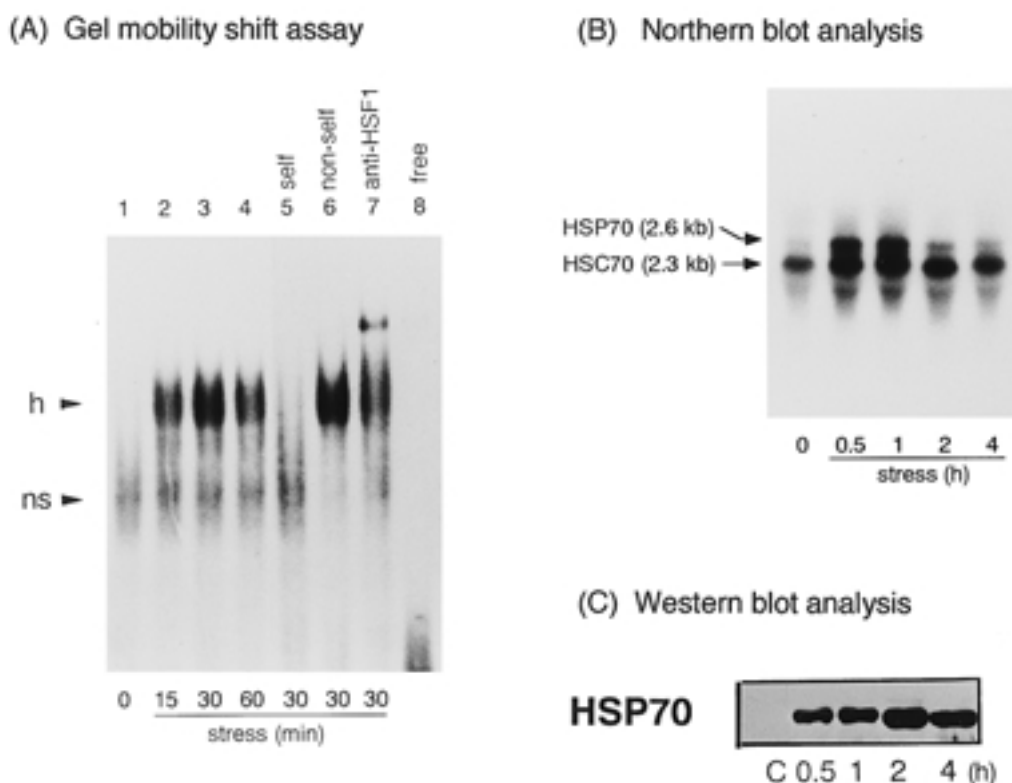 (A) Gel mobility shift assay
self
non-self
anti-HSF1
free
1 2 3 4 5 6 7 8
h
ns
0 15 30 60 30 30 30
stress (min)
(B) Northern blot analysis
HSP70 (2.6 kb)
HSC70 (2.3 kb)
0 0.5 1 2 4
stress (h)
(C) Western blot analysis
HSP70
C 0.5 1 2 4 (h)